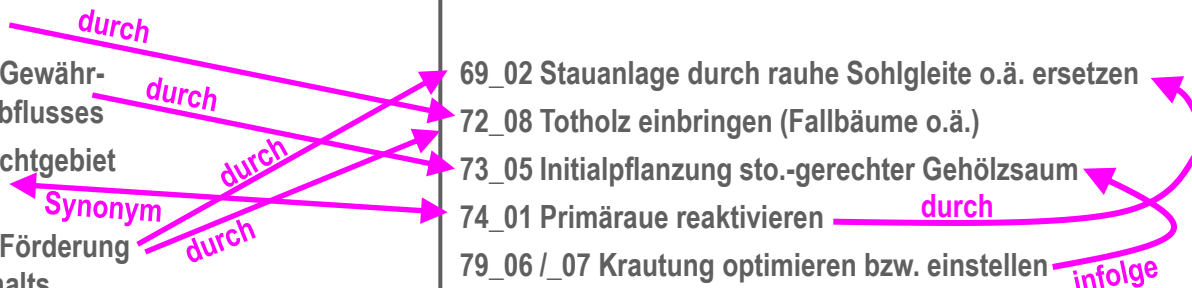 durch
Gewähr-
bflusses
durch
chtgebiet
durch
Synonym
Förderung
durch
halts
69_02 Stauanlage durch rauhe Sohlgleite o.ä. ersetzen
72_08 Totholz einbringen (Fallbäume o.ä.)
73_05 Initialpflanzung sto.-gerechter Gehölzsaum
74_01 Primäraue reaktivieren
durch
79_06 /_07 Krautung optimieren bzw. einstellen
infolge